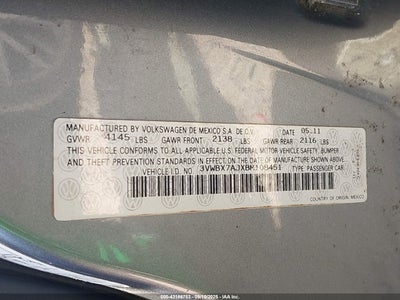 MANUFACTURED BY VOLKSWAGEN DE MEXICO S.A. DE C.V. DATE 05.11
GVWR 4145 LBS GAWR FRONT 2138 LBS GAWR REAR 2116 LBS
THIS VEHICLE CONFORMS TO ALL APPLICABLE U.S. FEDERAL MOTOR VEHICLE SAFETY, BUMPER
AND THEFT PREVENTION STANDARDS IN EFFECT ON THE DATE OF MANUFACTURE SHOWN ABOVE.
VEHICLE I.D. NO.: 3VWBX7AJXBM108461 TYPE: PASSENGER CAR
COUNTRY OF ORIGIN: MEXICO